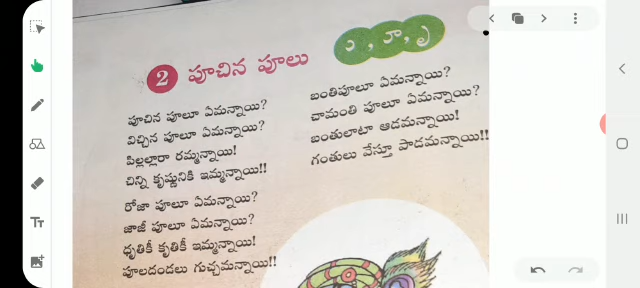 2 పూచిన పూలు
ు , ూ , ృ
పూచిన పూలూ ఏమన్నాయి?
విచ్చిన పూలూ ఏమన్నాయి?
పిల్లల్లారా రమ్మన్నాయి!
చిన్ని కృష్ణునికి ఇమ్మన్నాయి!!
రోజా పూలూ ఏమన్నాయి?
జాజీ పూలూ ఏమన్నాయి?
ధృతికీ కృతికీ ఇమ్మన్నాయి!
పూలదండలు గుచ్చమన్నాయి!!
బంతిపూలూ ఏమన్నాయి?
చామంతి పూలూ ఏమన్నాయి?
బంతులాటా ఆడమన్నాయి!
గంతులు వేస్తూ పాడమన్నాయి!!
Tт